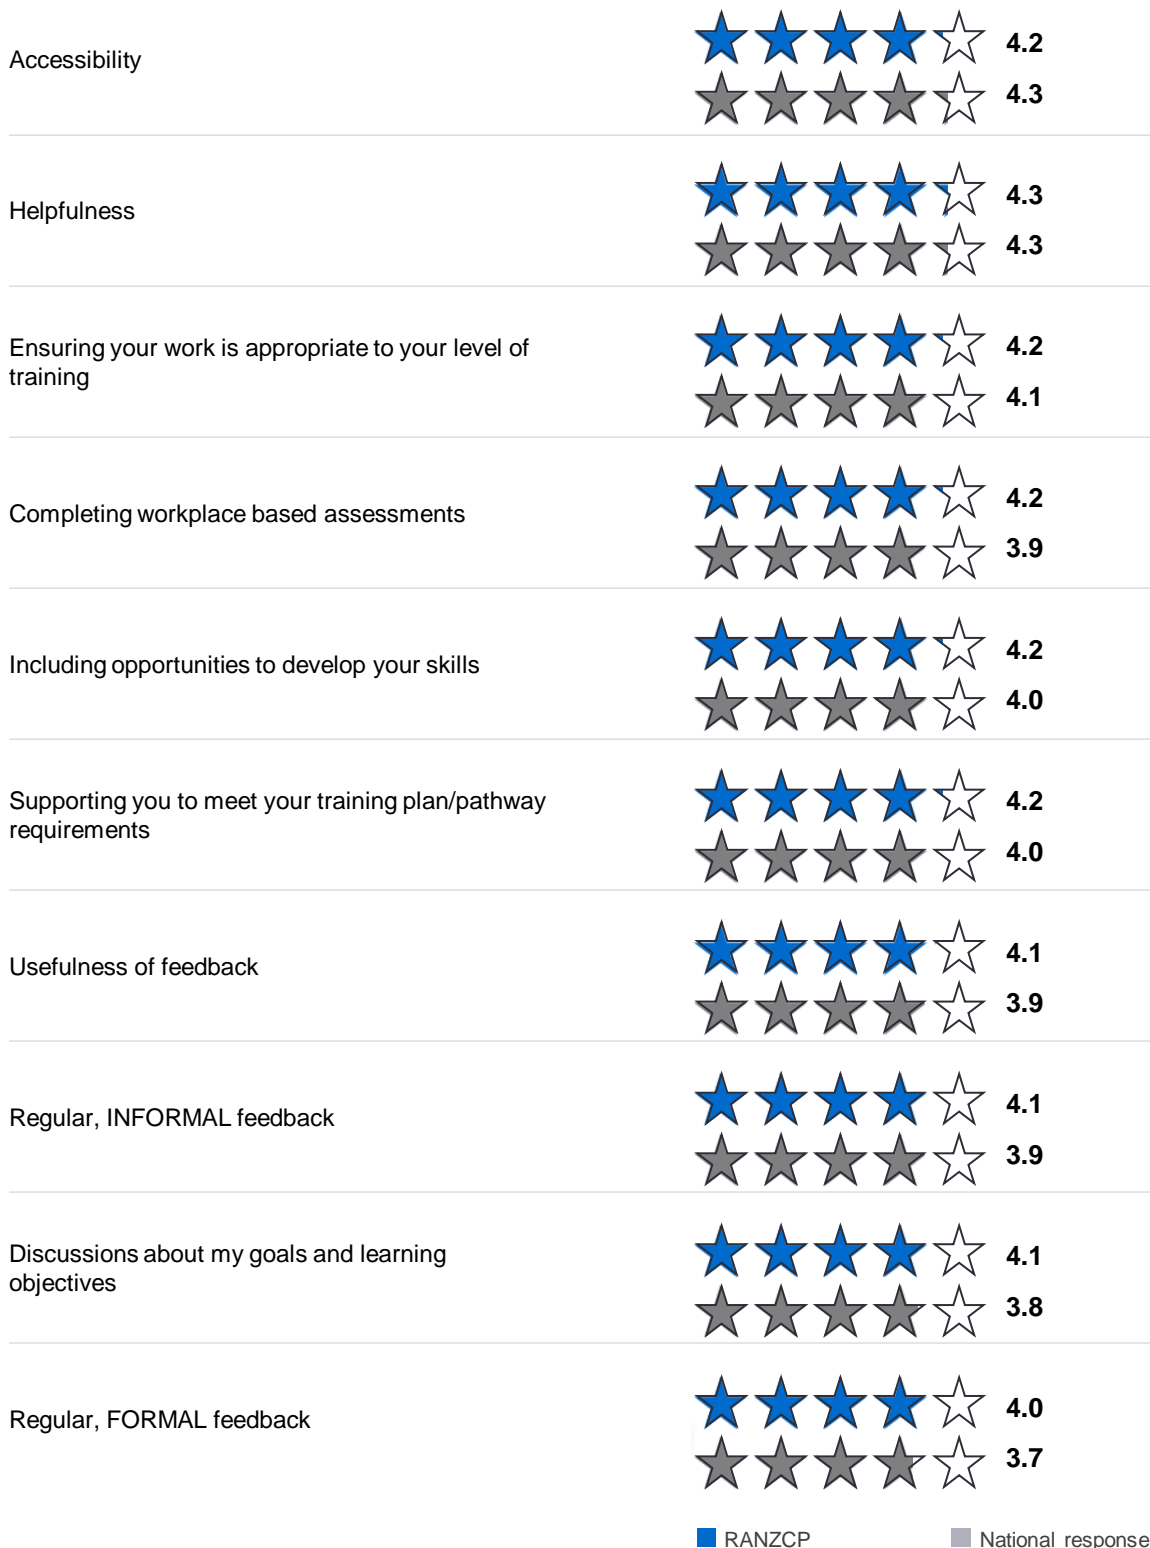 Accessibility
4.2
4.3
Helpfulness
4.3
4.3
Ensuring your work is appropriate to your level of
training
4.2
4.1
Completing workplace based assessments
4.2
3.9
Including opportunities to develop your skills
4.2
4.0
Supporting you to meet your training plan/pathway
requirements
4.2
4.0
Usefulness of feedback
4.1
3.9
Regular, INFORMAL feedback
4.1
3.9
Discussions about my goals and learning
objectives
4.1
3.8
Regular, FORMAL feedback
4.0
3.7
RANZCP
National response